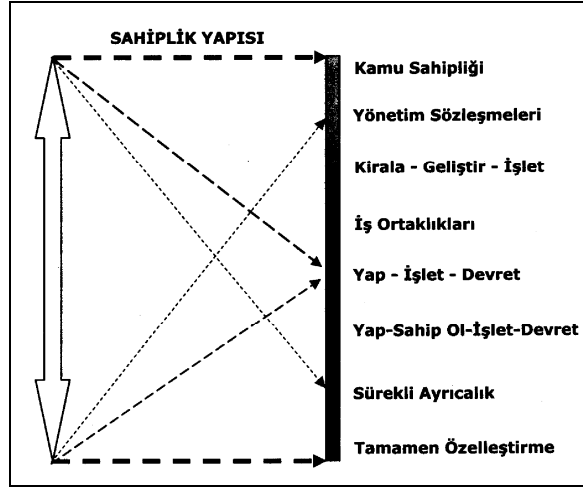 SAHİPLİK YAPISI
Kamu Sahipliği
Yönetim Sözleşmeleri
Kirala - Geliştir - İşlet
İş Ortaklıkları
Yap - İşlet - Devret
Yap-Sahip Ol-İşlet-Devret
Sürekli Ayrıcalık
Tamamen Özelleştirme